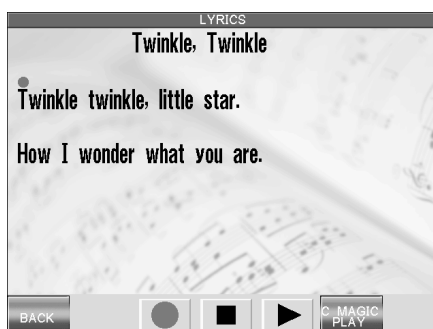 LYRICS
Twinkle, Twinkle
Twinkle twinkle, little star.
How I wonder what you are.
BACK
C MAGIC
PLAY